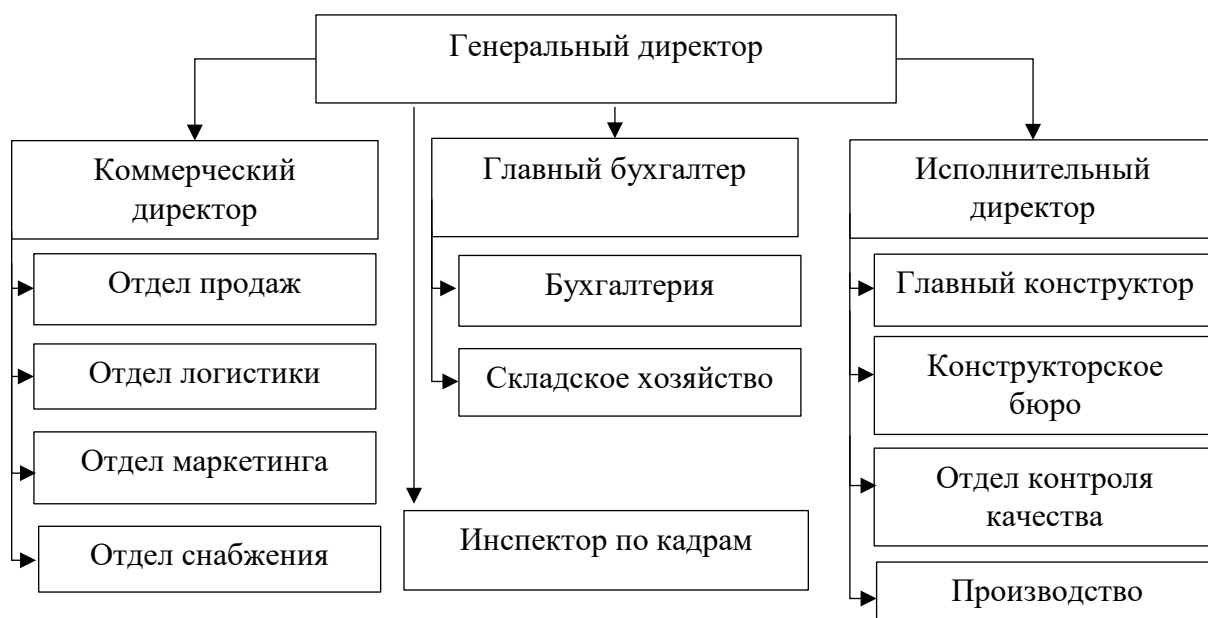 Генеральный директор
Коммерческий
директор
Отдел продаж
Отдел логистики
Отдел маркетинга
Отдел снабжения
Главный бухгалтер
Бухгалтерия
Складское хозяйство
Инспектор по кадрам
Исполнительный
директор
Главный конструктор
Конструкторское
бюро
Отдел контроля
качества
Производство